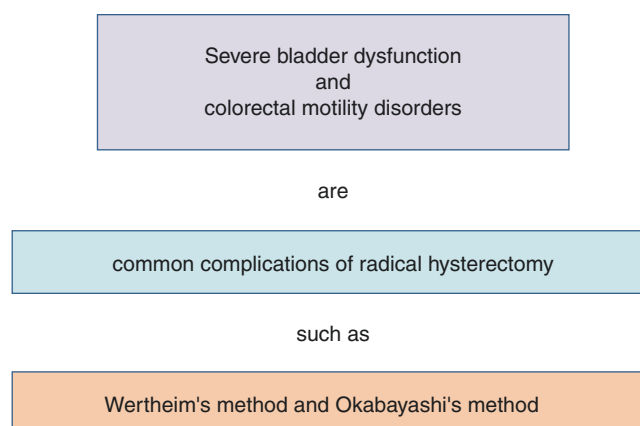 Severe bladder dysfunction
and
colorectal motility disorders
are
common complications of radical hysterectomy
such as
Wertheim's method and Okabayashi's method